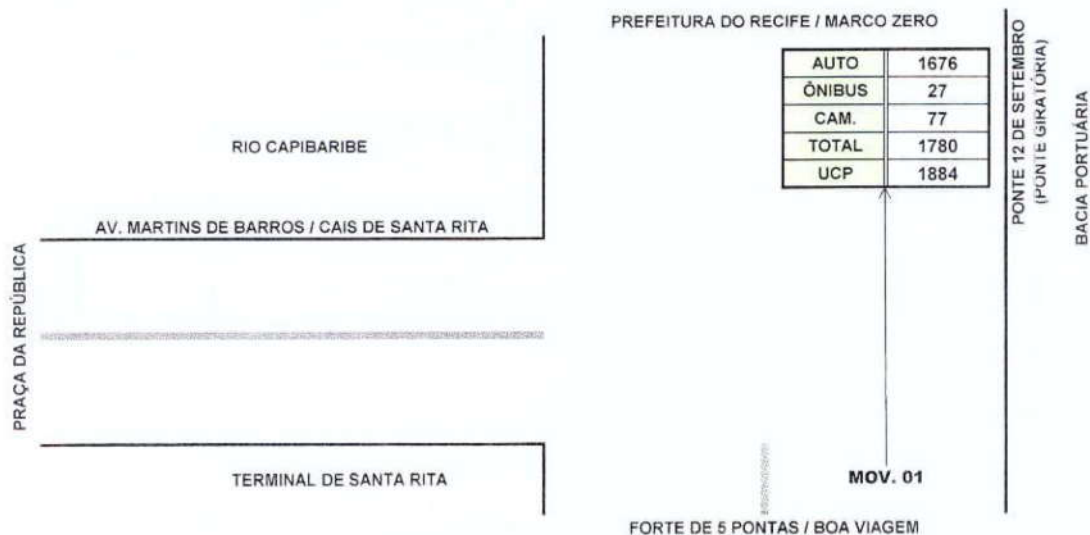 PREFEITURA DO RECIFE / MARCO ZERO
AUTO 1676
ÔNIBUS 27
CAM. 77
TOTAL 1780
UCP 1884
PONTE 12 DE SETEMBRO
(PONTE GIRATÓRIA)
BACIA PORTUÁRIA
RIO CAPIBARIBE
AV. MARTINS DE BARROS / CAIS DE SANTA RITA
PRAÇA DA REPÚBLICA
TERMINAL DE SANTA RITA
MOV. 01
FORTE DE 5 PONTAS / BOA VIAGEM